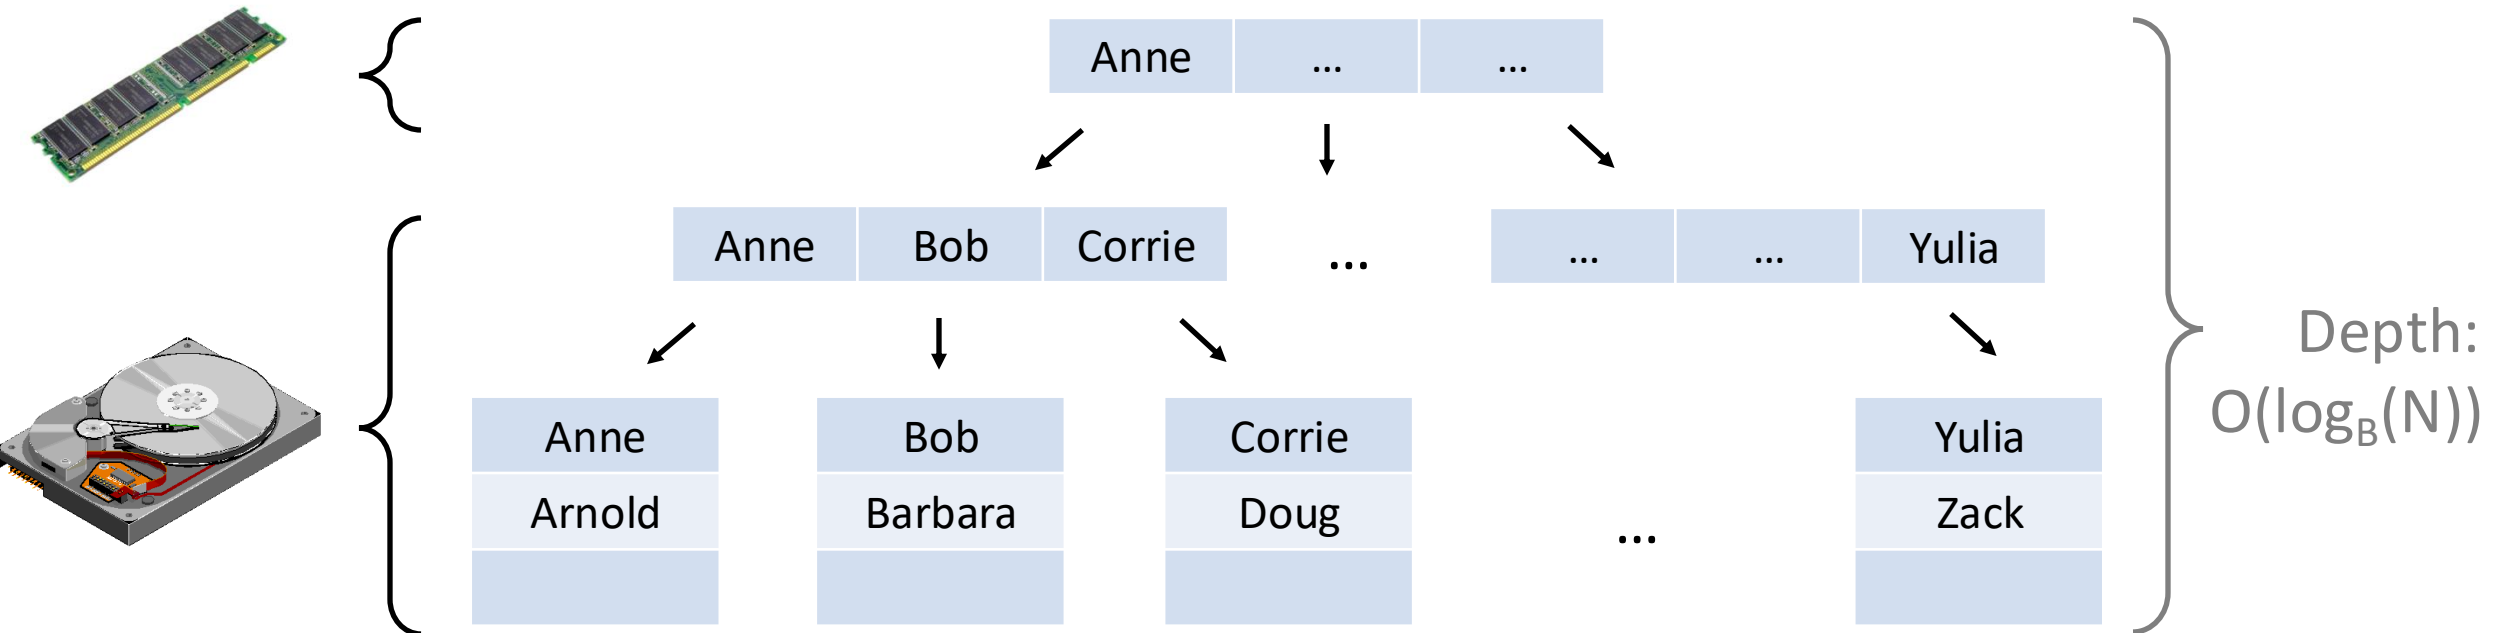 Anne ... ...
Anne Bob Corrie ... ... ... Yulia
Depth:
O(log_B(N))
Anne Bob Corrie Yulia
Arnold Barbara Doug ... Zack